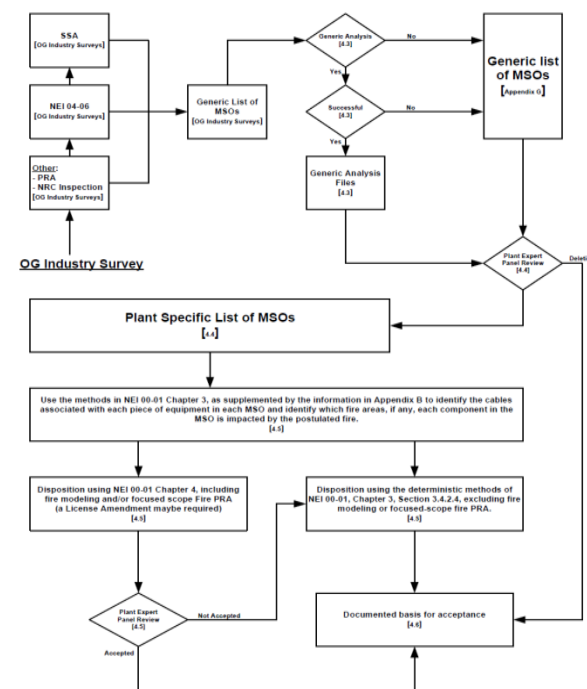 SSA
[OG Industry Surveys]
NEI 04-06
[OG Industry Surveys]
Other:
- PRA
- NRC Inspection
[OG Industry Surveys]
OG Industry Survey
Generic List of
MSOs
[OG Industry Surveys]
Generic Analysis
[4.3]
No
Yes
Successful
[4.3]
No
Yes
Generic Analysis
Files
[4.3]
Generic list
of MSOs
[Appendix G]
Plant Expert
Panel Review
[4.4]
Plant Specific List of MSOs
[4.4]
Use the methods in NEI 00-01 Chapter 3, as supplemented by the information in Appendix B to identify the cables
associated with each piece of equipment in each MSO and identify which fire areas, if any, each component in the
MSO is impacted by the postulated fire.
[4.5]
Disposition using NEI 00-01 Chapter 4, including
fire modeling and/or focused scope Fire PRA
(a License Amendment maybe required)
[4.5]
Disposition using the deterministic methods of
NEI 00-01, Chapter 3, Section 3.4.2.4, excluding fire
modeling or focused-scope fire PRA.
[4.5]
Plant Expert
Panel Review
[4.5]
Not Accepted
Accepted
Documented basis for acceptance
[4.6]